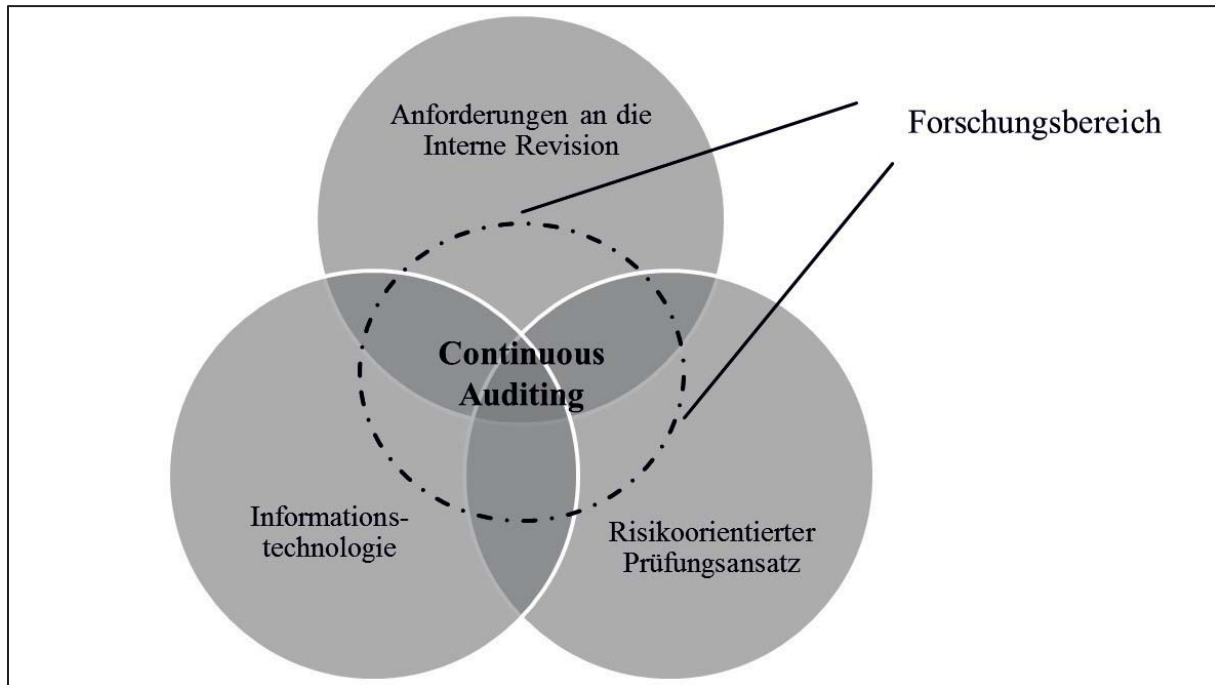 Anforderungen an die
Interne Revision
Forschungsbereich
Continuous
Auditing
Informations-
technologie
Risikoorientierter
Prüfungsansatz